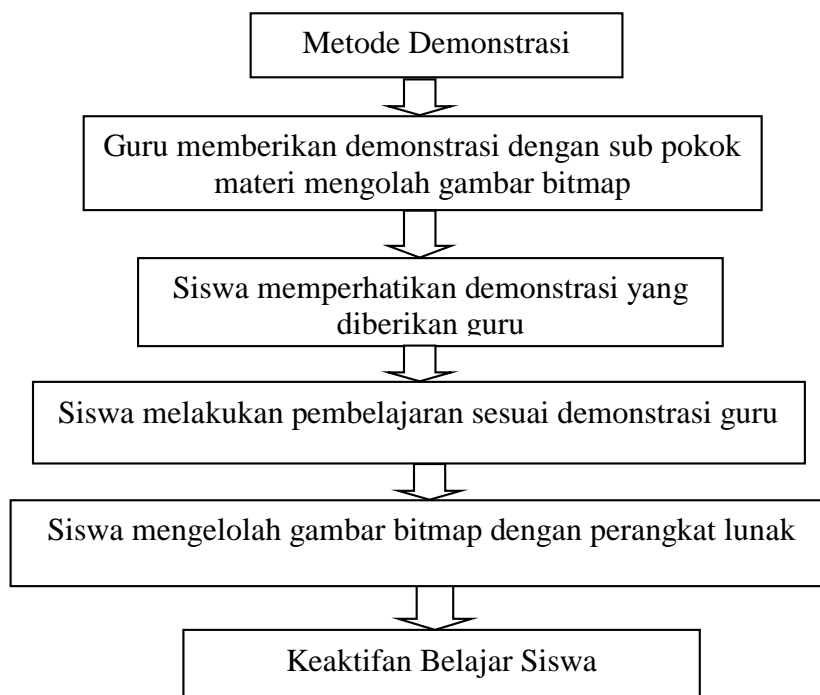 Metode Demonstrasi
Guru memberikan demonstrasi dengan sub pokok
materi mengolah gambar bitmap
Siswa memperhatikan demonstrasi yang
diberikan guru
Siswa melakukan pembelajaran sesuai demonstrasi guru
Siswa mengelolah gambar bitmap dengan perangkat lunak
Keaktifan Belajar Siswa